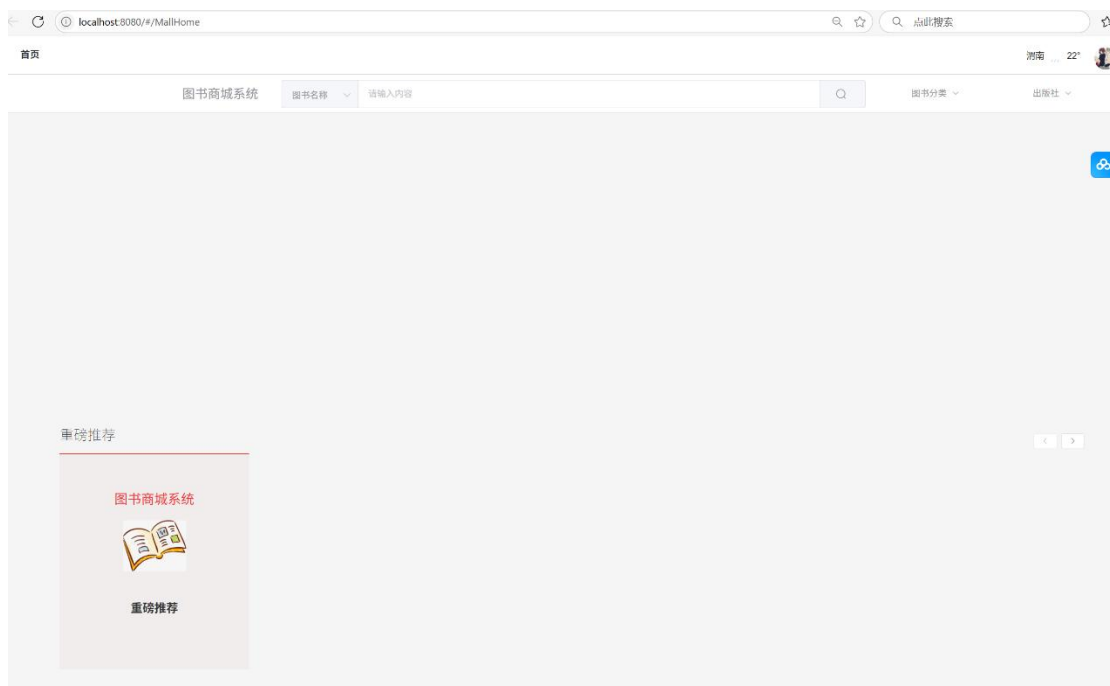 localhost:8080/#/MallHome
点此搜索
首页
渭南 ... 22°
图书商城系统
图书名称
请输入内容
图书分类
出版社
重磅推荐
图书商城系统
重磅推荐